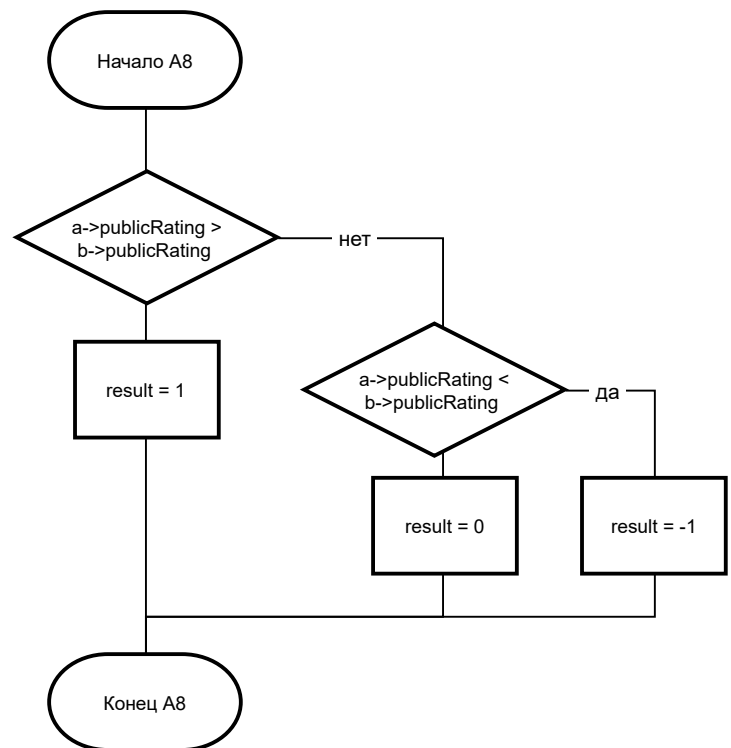 Начало А8
a->publicRating >
b->publicRating
нет
a->publicRating <
b->publicRating
да
result = 1
result = 0
result = -1
Конец А8